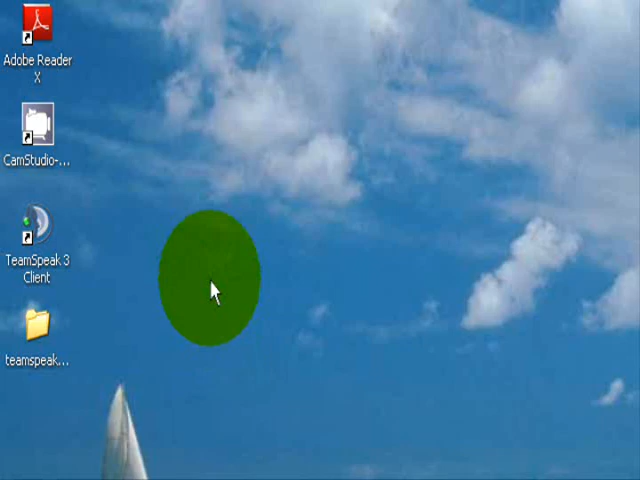 Adobe Reader
X
CamStudio-...
TeamSpeak 3
Client
teamspeak...